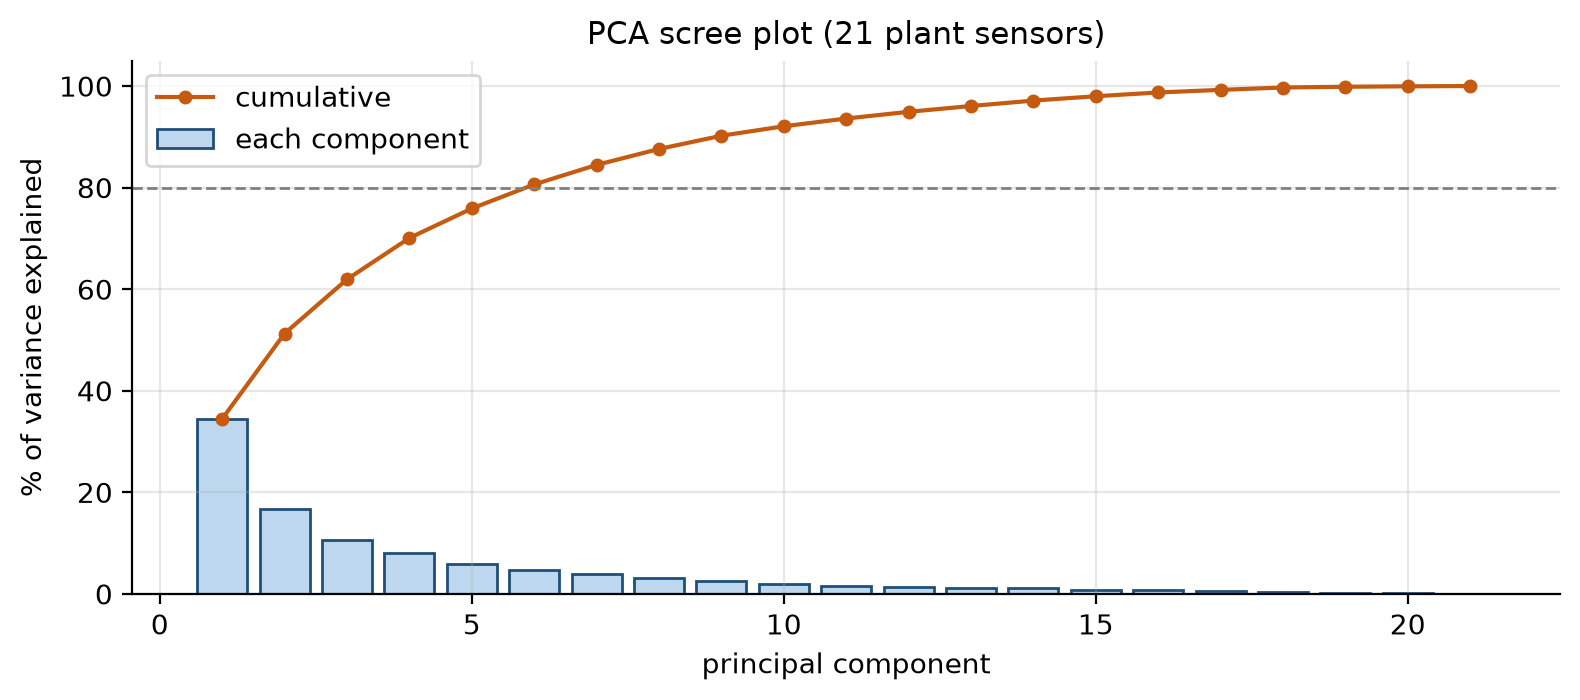 PCA scree plot (21 plant sensors)
cumulative
each component
% of variance explained
100
80
60
40
20
0
0 5 10 15 20
principal component